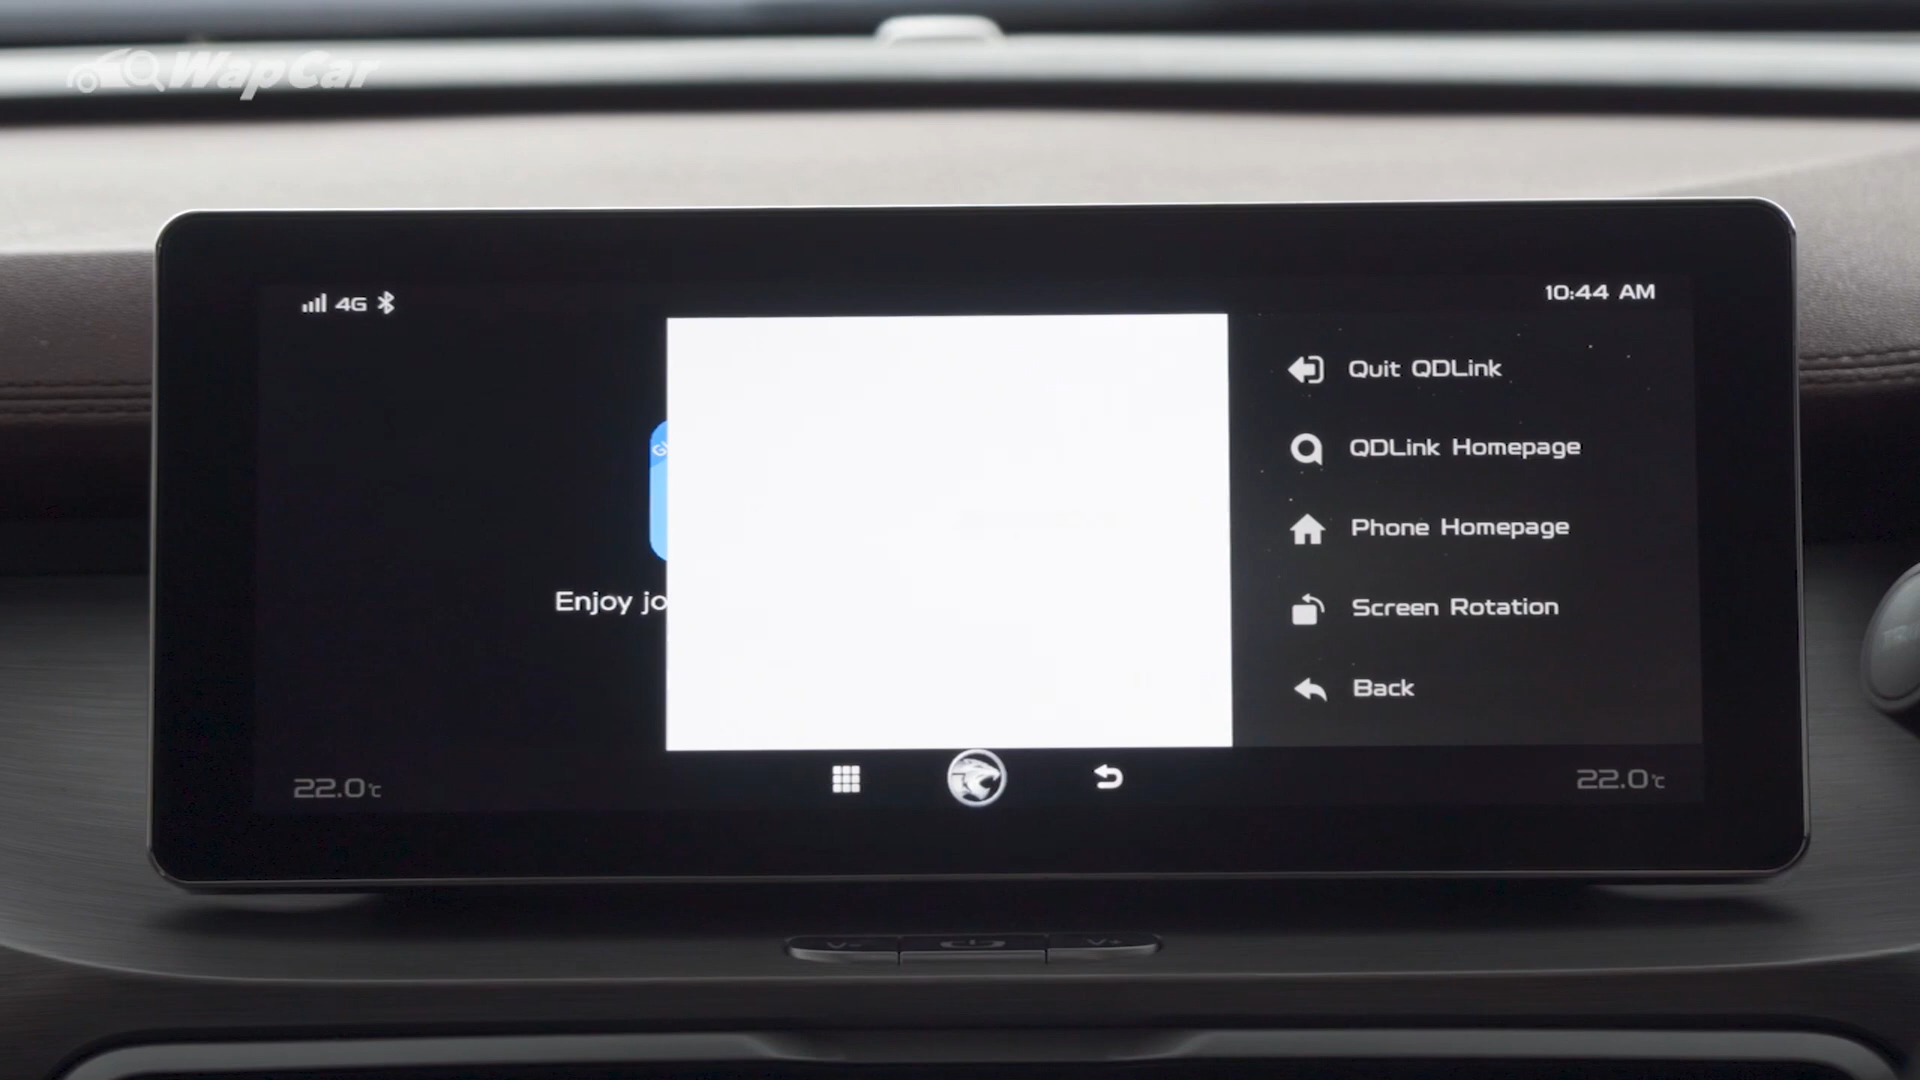 WapCar
4G
10:44 AM
Quit QDLink
QDLink Homepage
Phone Homepage
Screen Rotation
Back
Enjoy jo
22.0°c
22.0°c
V-
V+